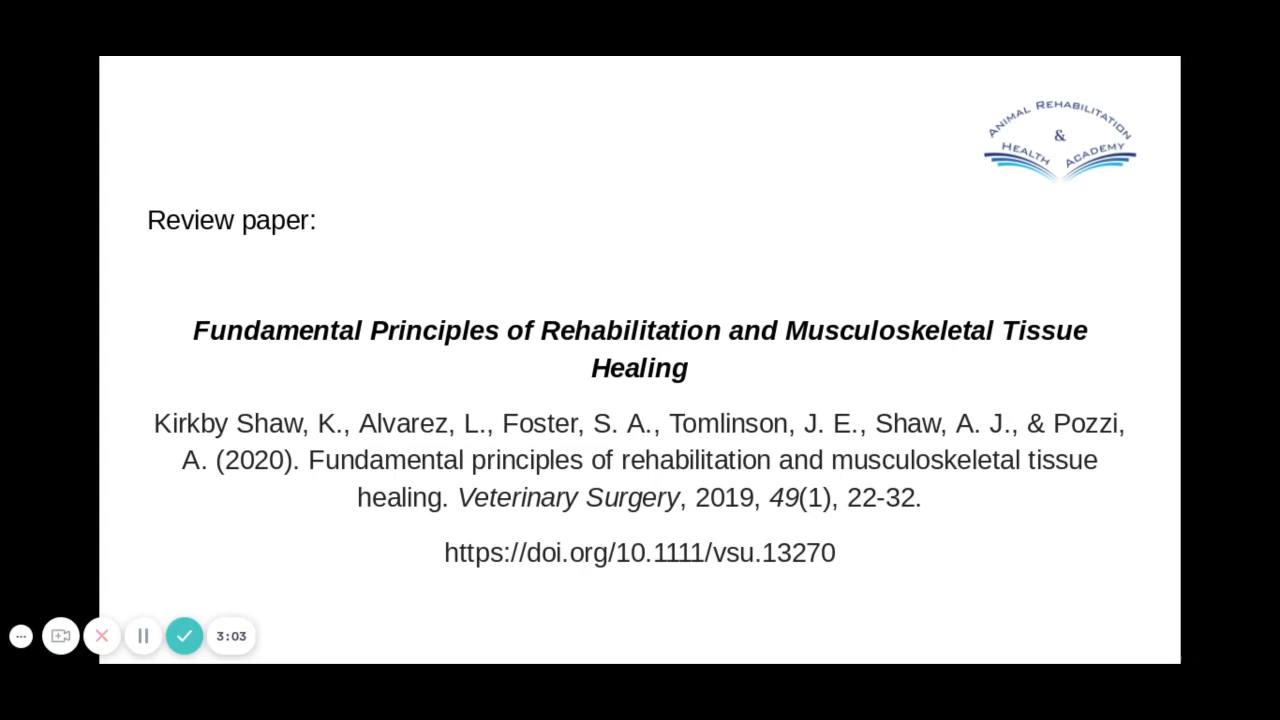 ANIMAL REHABILITATION
&
HEALTH ACADEMY
Review paper:
Fundamental Principles of Rehabilitation and Musculoskeletal Tissue
Healing
Kirkby Shaw, K., Alvarez, L., Foster, S. A., Tomlinson, J. E., Shaw, A. J., & Pozzi,
A. (2020). Fundamental principles of rehabilitation and musculoskeletal tissue
healing. Veterinary Surgery, 2019, 49(1), 22-32.
https://doi.org/10.1111/vsu.13270
3:03